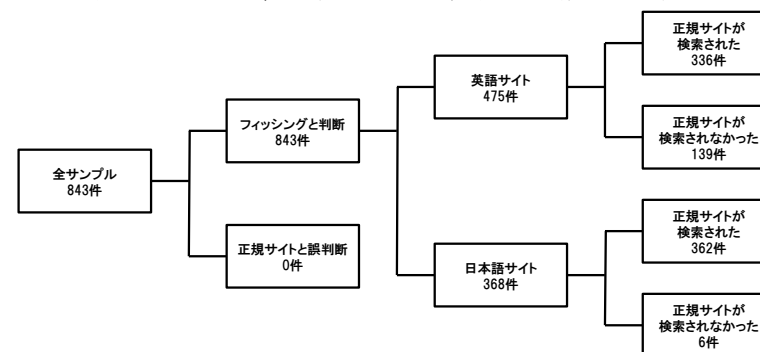 全サンプル
843件
フィッシングと判断
843件
正規サイトと誤判断
0件
英語サイト
475件
日本語サイト
368件
正規サイトが
検索された
336件
正規サイトが
検索されなかった
139件
正規サイトが
検索された
362件
正規サイトが
検索されなかった
6件